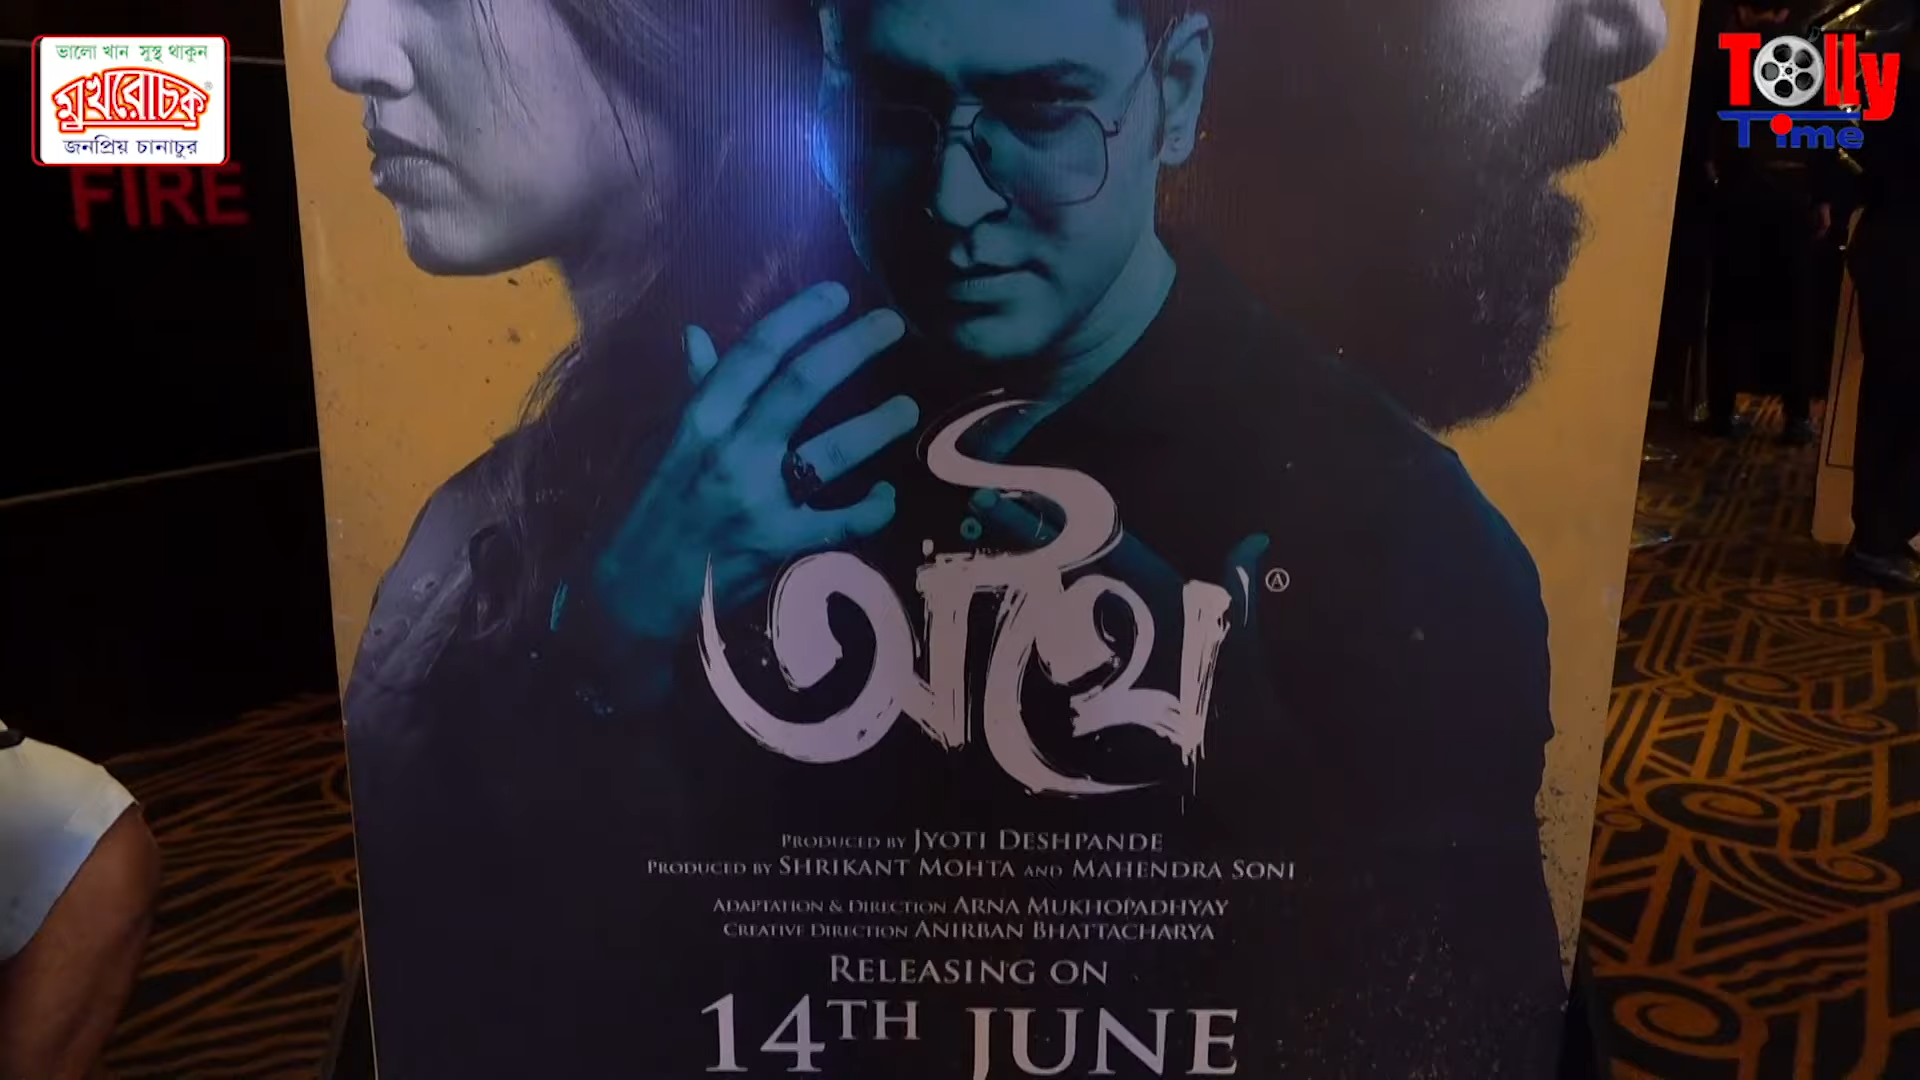 ভালো খান সুস্থ থাকুন
মুখরোচক
®
জনপ্রিয় চানাচুর
FIRE
Tolly
Time
অথৈ
Ⓐ
PRODUCED BY JYOTI DESHPANDE
PRODUCED BY SHRIKANT MOHTA AND MAHENDRA SONI
ADAPTATION & DIRECTION ARNA MUKHOPADHYAY
CREATIVE DIRECTION ANIRBAN BHATTACHARYA
RELEASING ON
14TH JUNE